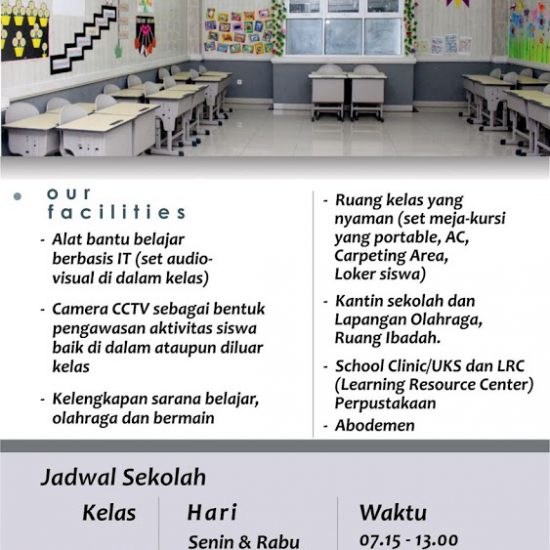 our
facilities
- Alat bantu belajar
berbasis IT (set audio-
visual di dalam kelas)
- Camera CCTV sebagai bentuk
pengawasan aktivitas siswa
baik di dalam ataupun diluar
kelas
- Kelengkapan sarana belajar,
olahraga dan bermain
- Ruang kelas yang
nyaman (set meja-kursi
yang portable, AC,
Carpeting Area,
Loker siswa)
- Kantin sekolah dan
Lapangan Olahraga,
Ruang Ibadah.
- School Clinic/UKS dan LRC
(Learning Resource Center)
Perpustakaan
- Abodemen
Jadwal Sekolah
Kelas Hari Waktu
Senin & Rabu 07.15 - 13.00